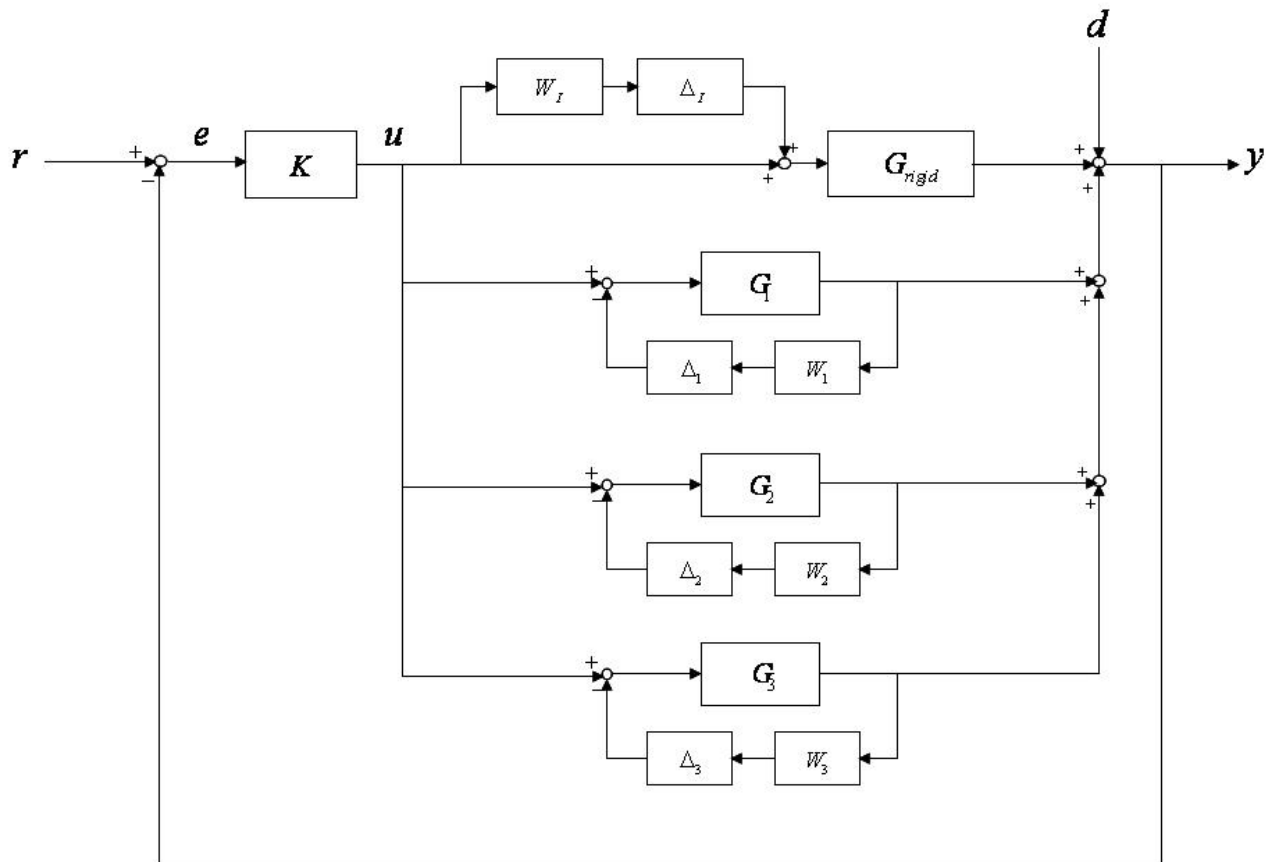 d
W_I Δ_I
r + − e K u + + G_rigid + + y
+ − G_1 + +
Δ_1 W_1
+ − G_2 + +
Δ_2 W_2
+ − G_3
Δ_3 W_3